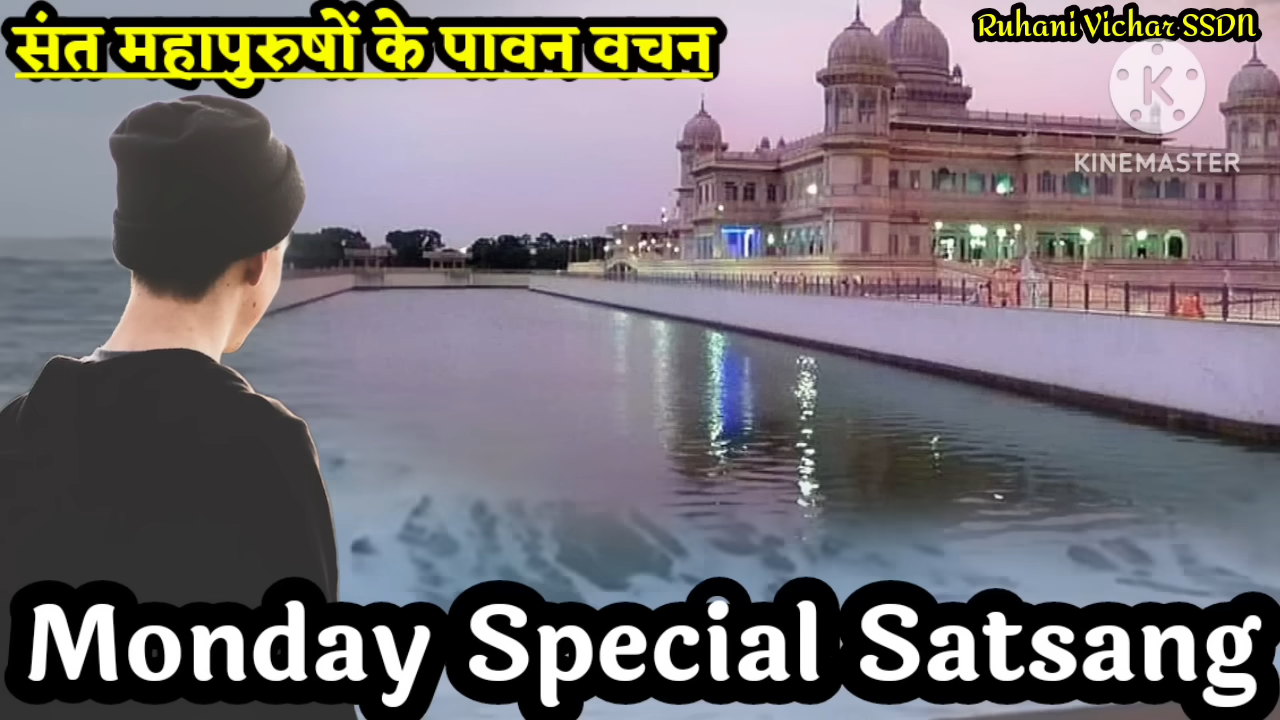 संत महापुरुषों के पावन वचन
Ruhani Vichar SSDN
K
KINEMASTER
Monday Special Satsang